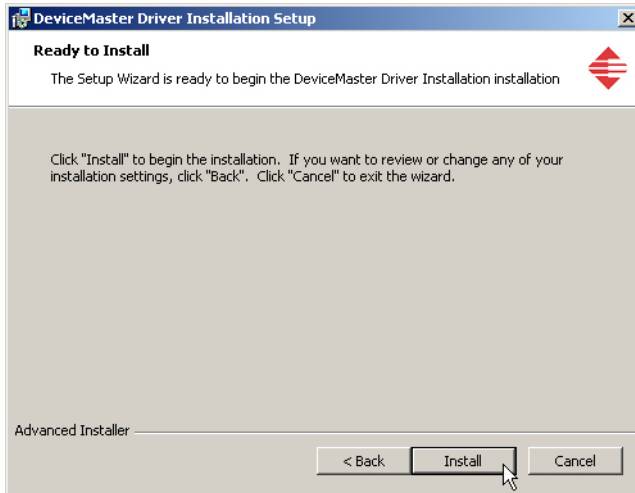 DeviceMaster Driver Installation Setup
Ready to Install
The Setup Wizard is ready to begin the DeviceMaster Driver Installation installation
Click "Install" to begin the installation.  If you want to review or change any of your
installation settings, click "Back".  Click "Cancel" to exit the wizard.
Advanced Installer
< Back Install Cancel